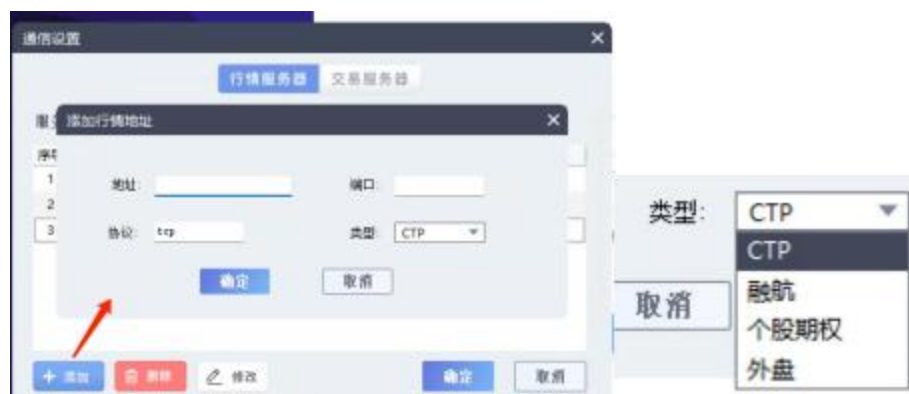 通信设置
行情服务器 交易服务器
添加行情地址
地址: 端口:
协议: tcp 类型: CTP
确定 取消
1
2
3
+ 添加 删除 修改 确定 取消
类型: CTP
CTP
融航
个股期权
外盘
取消